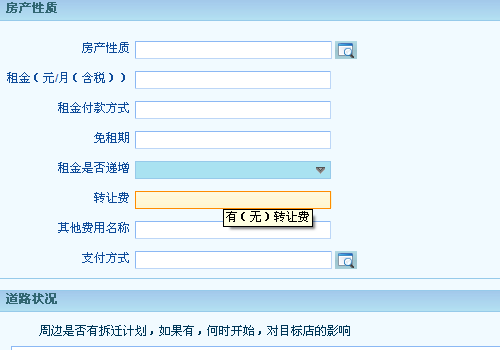 房产性质
房产性质
租金(元/月(含税))
租金付款方式
免租期
租金是否递增
转让费
有(无)转让费
其他费用名称
支付方式
道路状况
周边是否有拆迁计划，如果有，何时开始，对目标店的影响